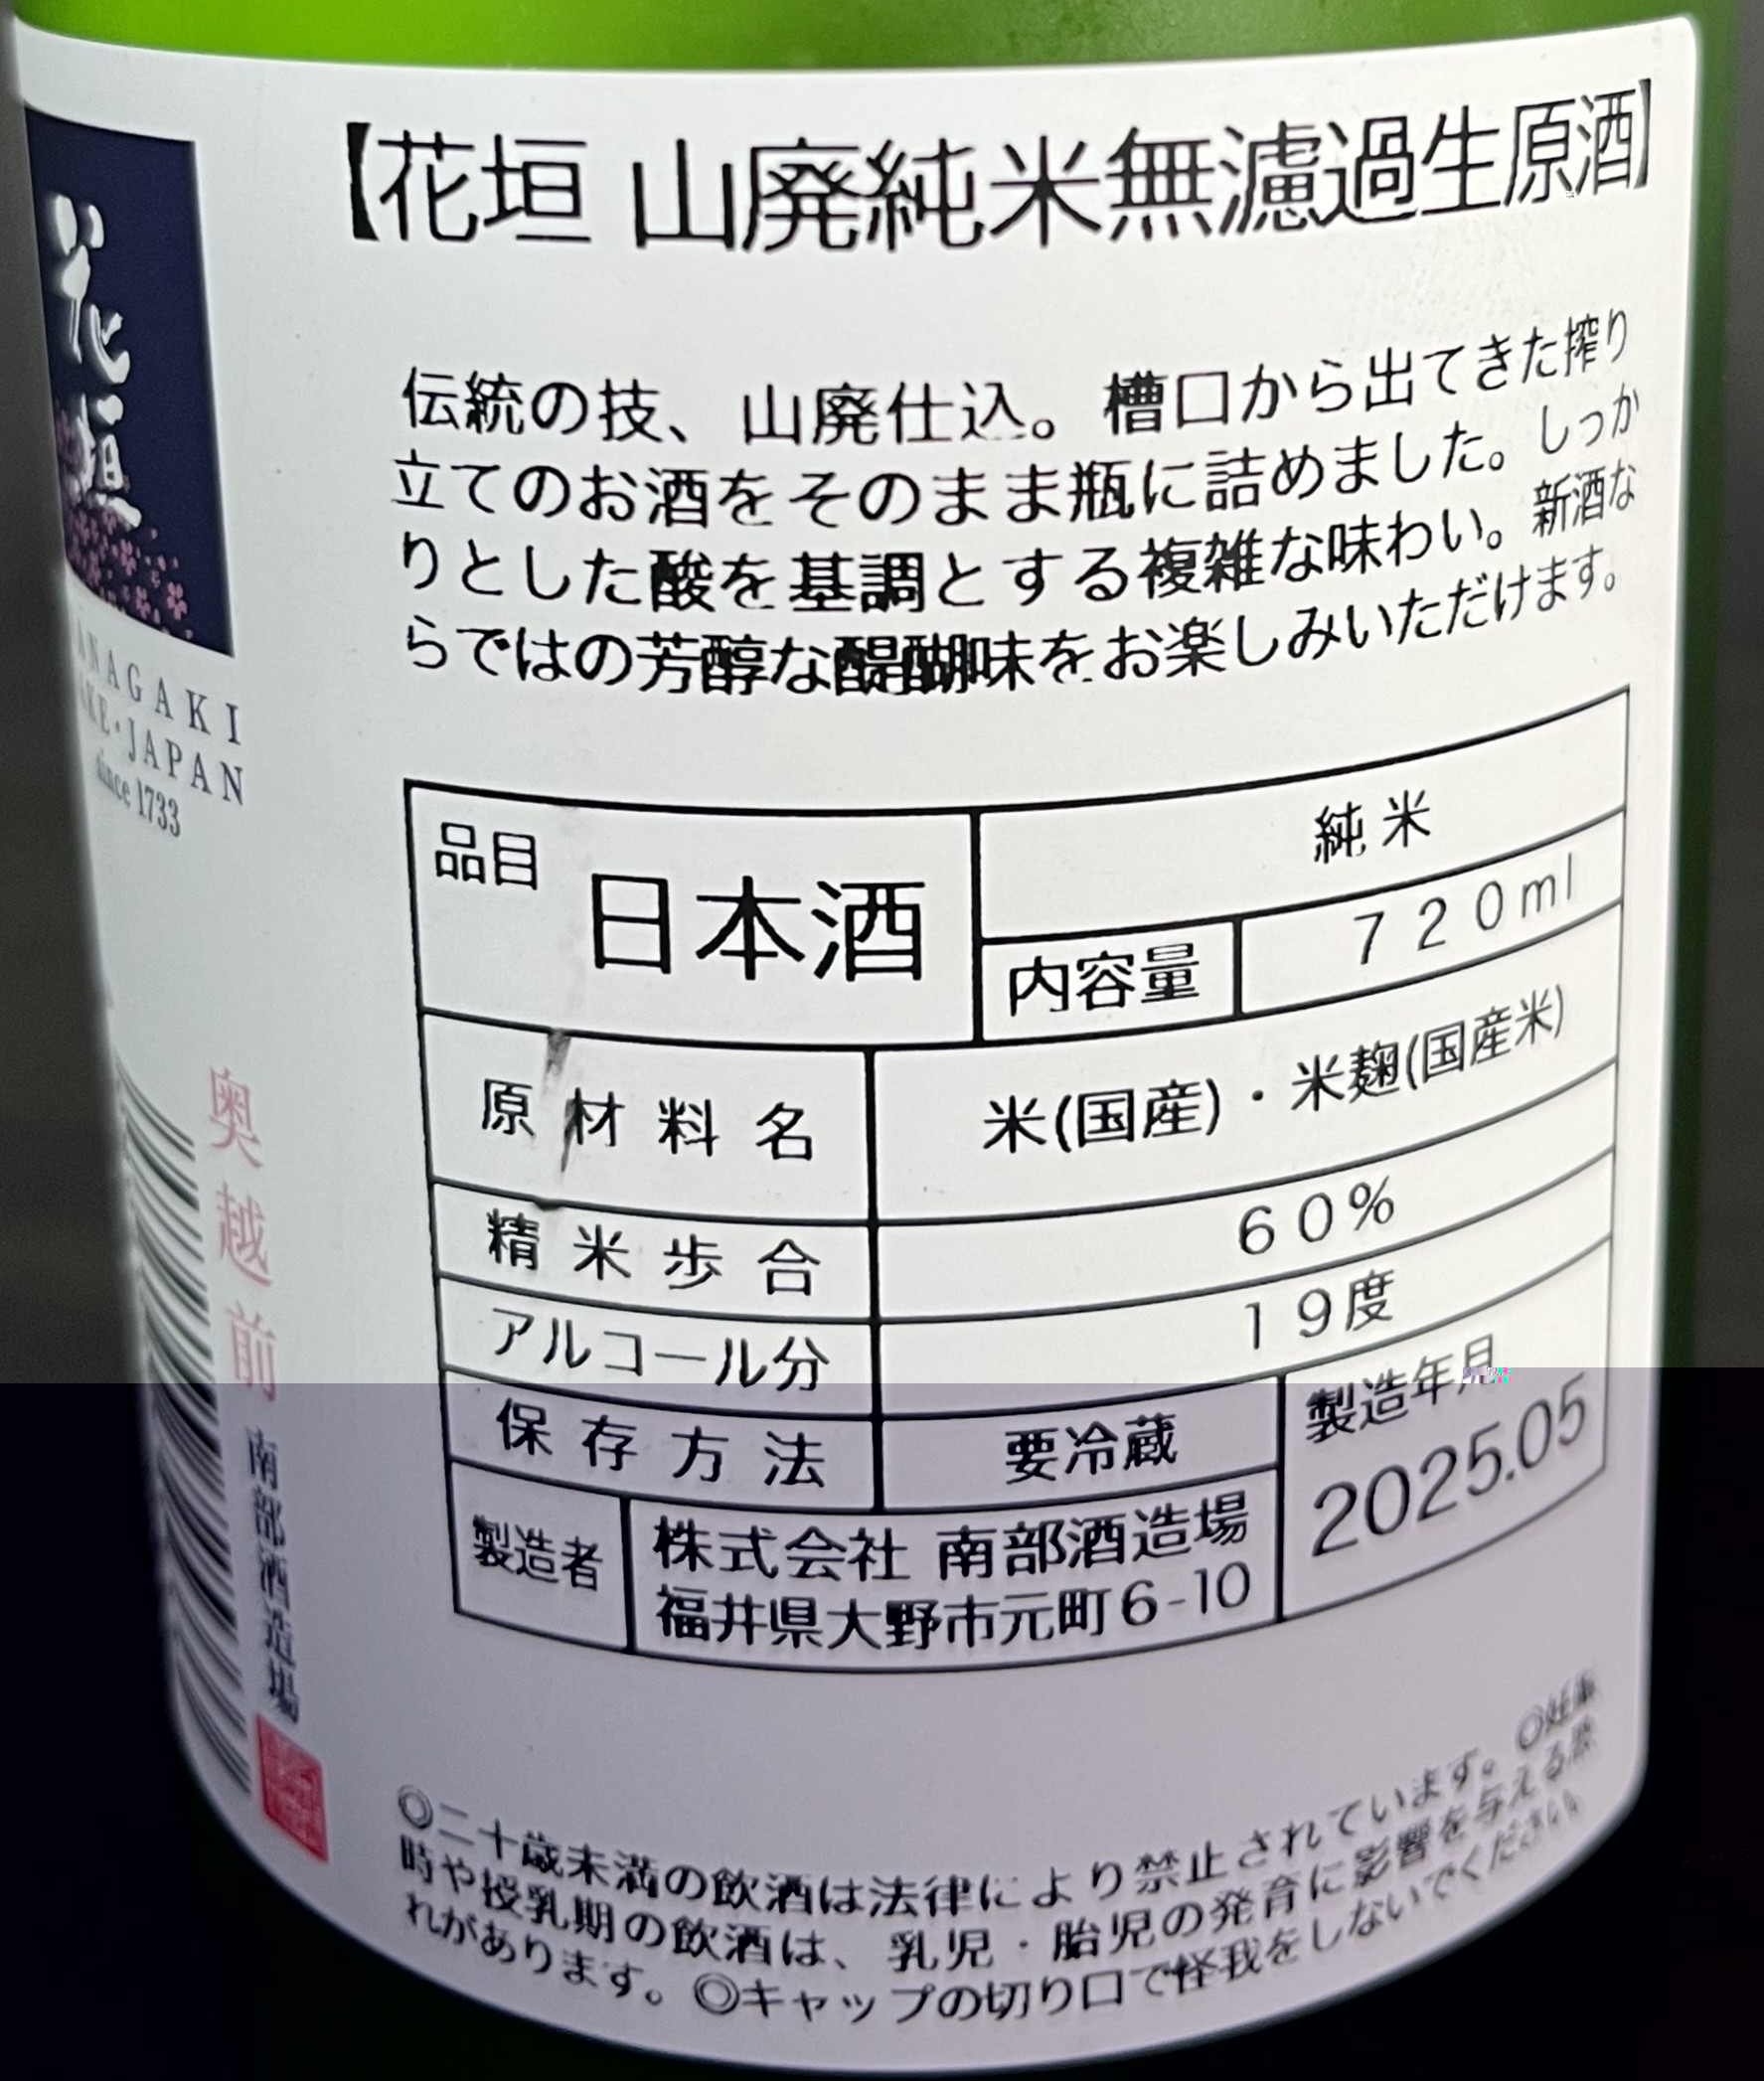 【花垣 山廃純米無濾過生原酒】
伝統の技、山廃仕込。槽口から出てきた搾り
立てのお酒をそのまま瓶に詰めました。しっか
りとした酸を基調とする複雑な味わい。新酒な
らではの芳醇な醍醐味をお楽しみいただけます。
品目
日本酒
純米
内容量
720ml
原材料名
米(国産)・米麹(国産米)
精米歩合
60%
アルコール分
19度
保存方法
要冷蔵
製造年月
2025.05
製造者
株式会社 南部酒造場
福井県大野市元町6-10
◎二十歳未満の飲酒は法律により禁止されています。◎妊娠
時や授乳期の飲酒は、乳児・胎児の発育に影響を与える恐
れがあります。◎キャップの切り口で怪我をしないでください
花垣
ANAGAKI
AKE・JAPAN
since 1733
奥越前
南部酒造場